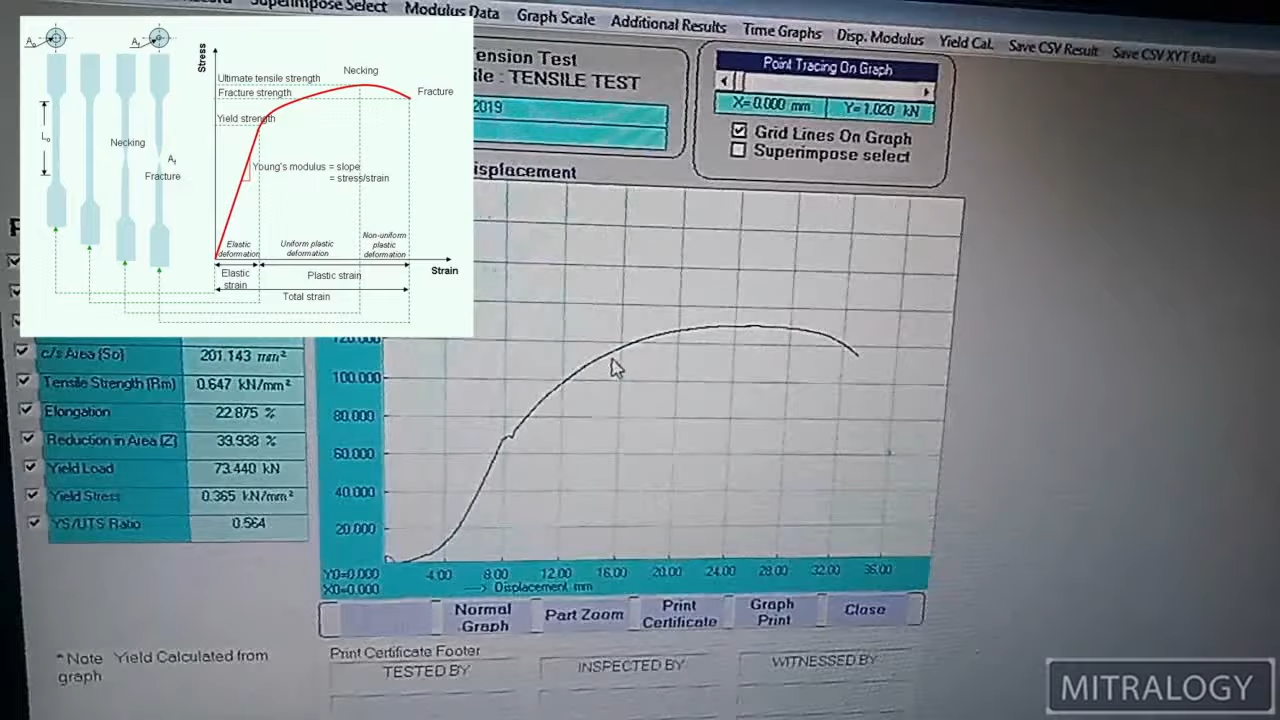 Superimpose Select Modulus Data Graph Scale Additional Results Time Graphs Disp. Modulus Yield Cal. Save CSV Result Save CSV XYT Data
A₀
Af
Stress
Necking
Ultimate tensile strength
Fracture strength
Fracture
Yield strength
L₀
Necking
Af
Fracture
Young's modulus = slope
= stress/strain
Elastic
deformation
Uniform plastic
deformation
Non-uniform
plastic
deformation
Strain
Elastic
strain
Plastic strain
Total strain
: TENSILE TEST
2019
Point Tracing On Graph
X= 0.000 mm Y= 1.020 kN
Grid Lines On Graph
Superimpose select
c/s Area (So) 201.143 mm²
Tensile Strength (Rm) 0.647 kN/mm²
Elongation 22.875 %
Reduction in Area (Z) 39.938 %
Yield Load 73.440 kN
Yield Stress 0.365 kN/mm²
YS/UTS Ratio 0.564
120.000
100.000
80.000
60.000
40.000
20.000
Y0=0.000
X0=0.000
4.00 8.00 12.00 16.00 20.00 24.00 28.00 32.00 36.00
Displacement mm
Normal
Graph
Part Zoom
Print
Certificate
Graph
Print
Close
* Note Yield Calculated from
graph
Print Certificate Footer
TESTED BY INSPECTED BY WITNESSED BY
MITRALOGY